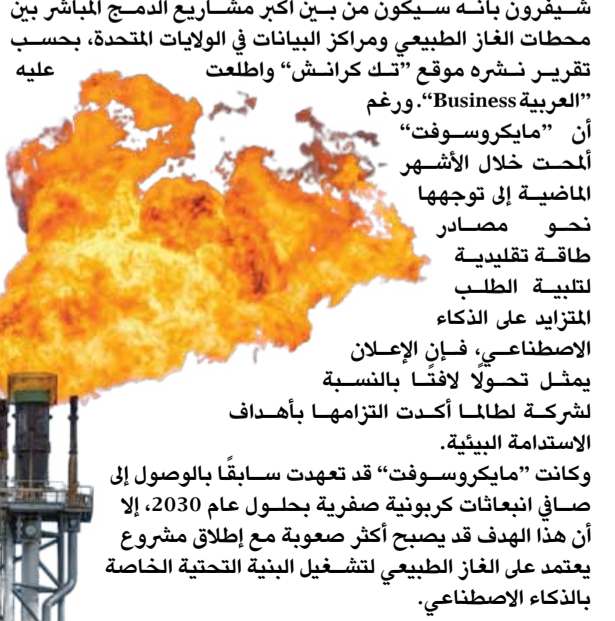 شيفرون بأنه سيكون من بين أكبر مشاريع الدمج المباشر بين
محطات الغاز الطبيعي ومراكز البيانات في الولايات المتحدة، بحسب
تقرير نشره موقع ”تك كرانش“ واطلعت عليه
”العربية Business“. ورغم
أن ”مايكروسوفت“
ألمحت خلال الأشهر
الماضية إلى توجهها
نحو مصادر
طاقة تقليدية
لتلبية الطلب
المتزايد على الذكاء
الاصطناعي، فإن الإعلان
يمثل تحولًا لافتًا بالنسبة
لشركة لطالما أكدت التزامها بأهداف
الاستدامة البيئية.
وكانت ”مايكروسوفت“ قد تعهدت سابقًا بالوصول إلى
صافي انبعاثات كربونية صفرية بحلول عام 2030، إلا
أن هذا الهدف قد يصبح أكثر صعوبة مع إطلاق مشروع
يعتمد على الغاز الطبيعي لتشغيل البنية التحتية الخاصة
بالذكاء الاصطناعي.